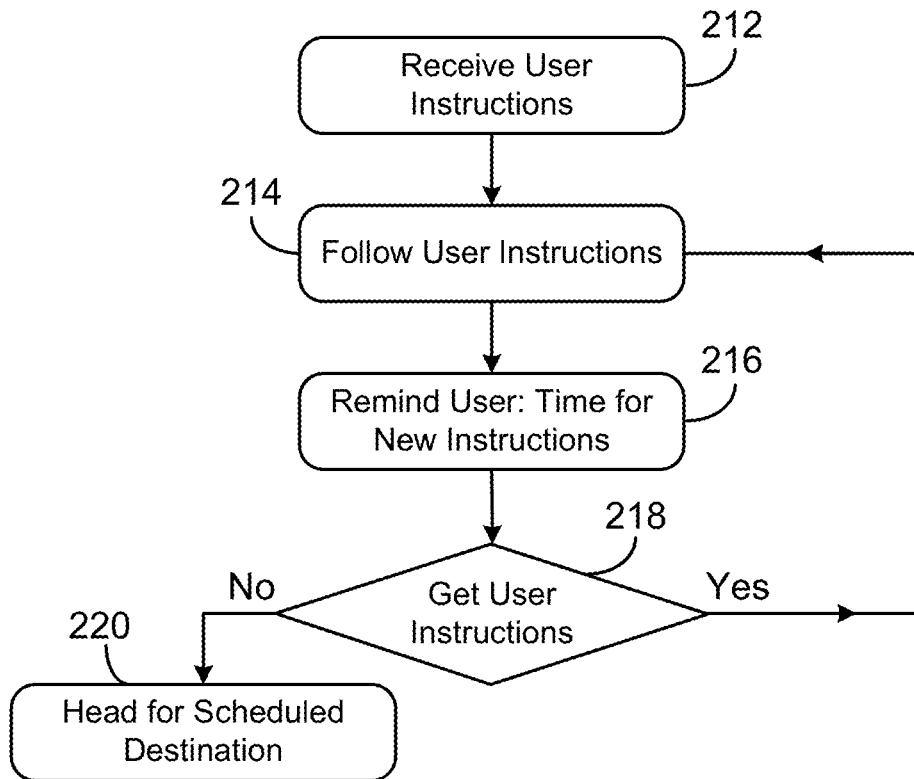 212
Receive User
Instructions
214
Follow User Instructions
216
Remind User: Time for
New Instructions
218
No
Get User
Instructions
Yes
220
Head for Scheduled
Destination